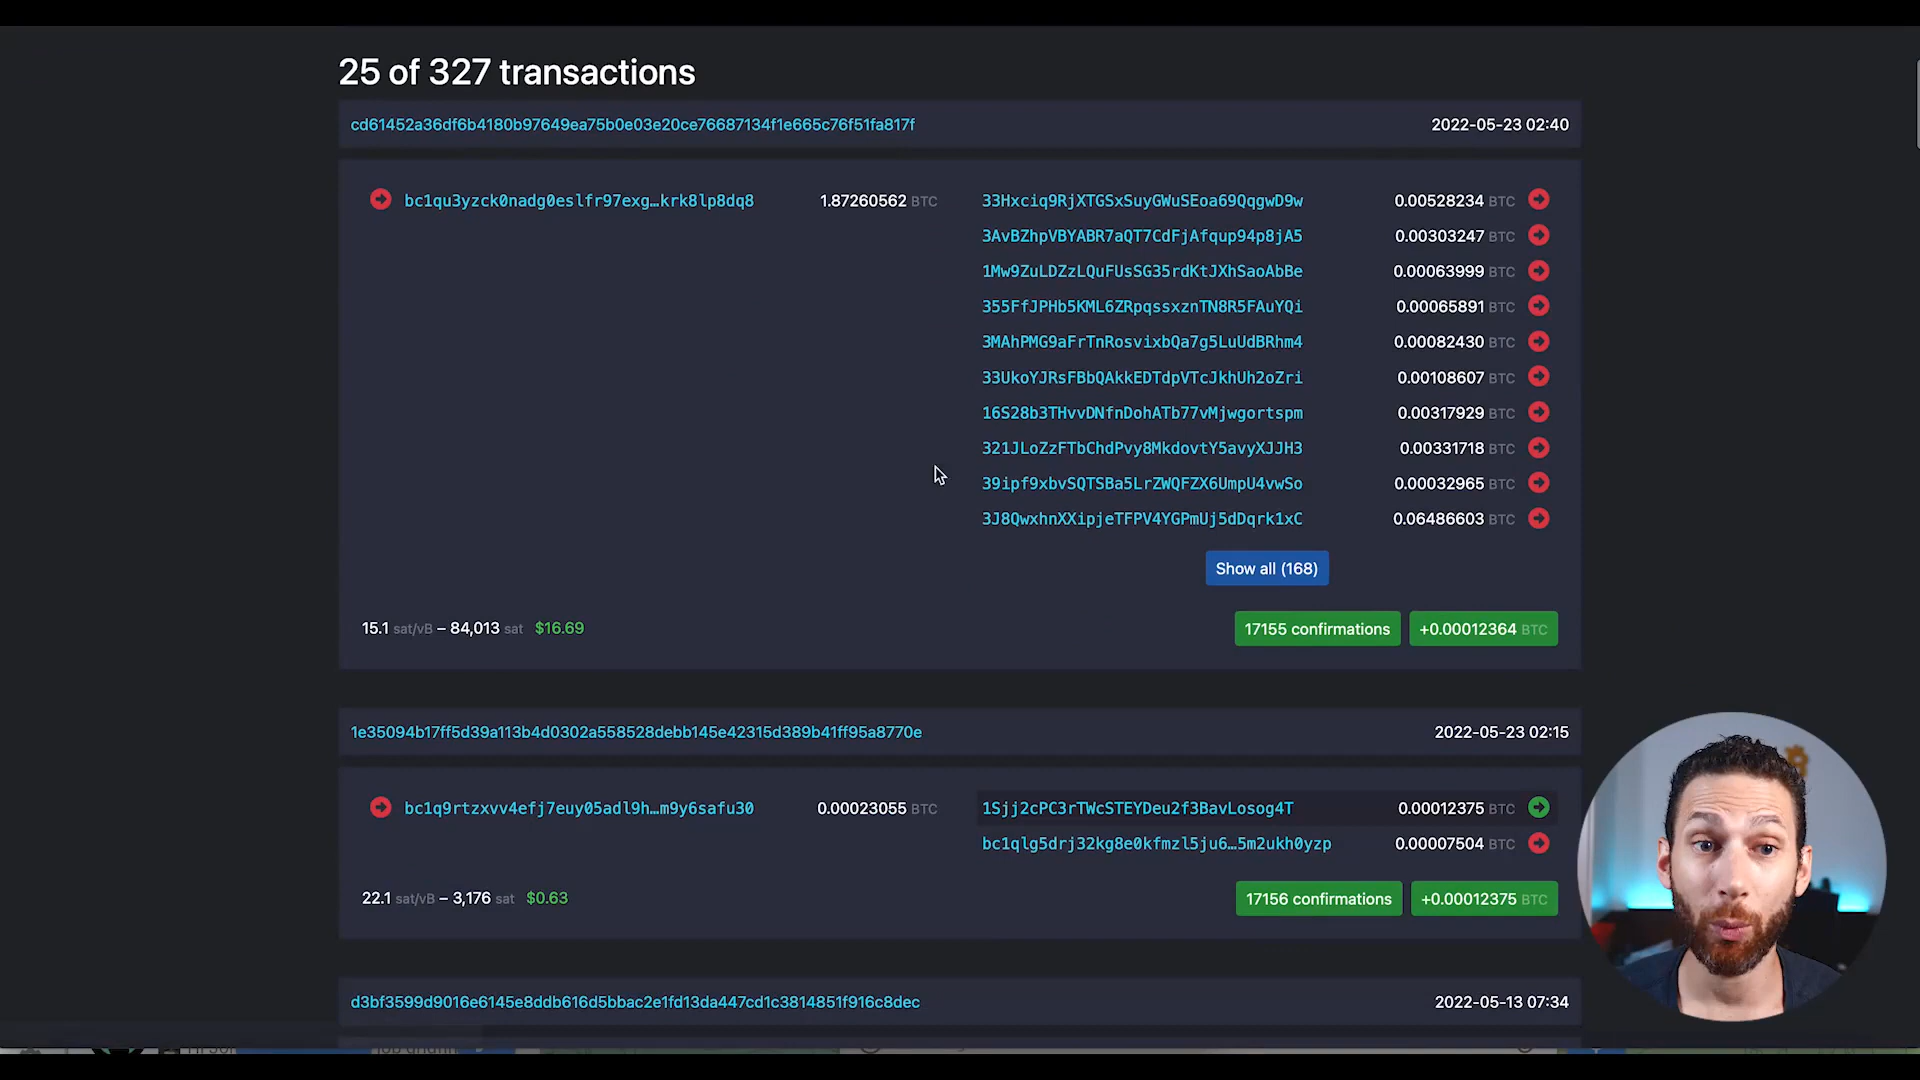 25 of 327 transactions
cd61452a36df6b4180b97649ea75b0e03e20ce76687134f1e665c76f51fa817f 2022-05-23 02:40
bc1qu3yzck0nadg0eslfr97exg…krk8lp8dq8 1.87260562 BTC 33Hxciq9RjXTGSxSuyGWuSEoa69QqgwD9w 0.00528234 BTC
3AvBZhpVBYABR7aQT7CdFjAfqup94p8jA5 0.00303247 BTC
1Mw9ZuLDZzLQuFUsSG35rdKtJXhSaoAbBe 0.00063999 BTC
355FfJPHb5KML6ZRpqssxznTN8R5FAuYQi 0.00065891 BTC
3MAhPMG9aFrTnRosvixbQa7g5LuUdBRhm4 0.00082430 BTC
33UkoYJRsFBbQAkkEDTdpVTcJkhUh2oZri 0.00108607 BTC
16S28b3THvvDNfnDohATb77vMjwgortspm 0.00317929 BTC
321JLoZzFTbChdPvy8MkdovtY5avyXJJH3 0.00331718 BTC
39ipf9xbvSQTSBa5LrZWQFZX6UmpU4vwSo 0.00032965 BTC
3J8QwxhnXXipjeTFPV4YGPmUj5dDqrk1xC 0.06486603 BTC
Show all (168)
15.1 sat/vB – 84,013 sat $16.69 17155 confirmations +0.00012364 BTC
1e35094b17ff5d39a113b4d0302a558528debb145e42315d389b41ff95a8770e 2022-05-23 02:15
bc1q9rtzxvv4efj7euy05adl9h…m9y6safu30 0.00023055 BTC 1Sjj2cPC3rTWcSTEYDeu2f3BavLosog4T 0.00012375 BTC
bc1qlg5drj32kg8e0kfmzl5ju6…5m2ukh0yzp 0.00007504 BTC
22.1 sat/vB – 3,176 sat $0.63 17156 confirmations +0.00012375 BTC
d3bf3599d9016e6145e8ddb616d5bbac2e1fd13da447cd1c3814851f916c8dec 2022-05-13 07:34